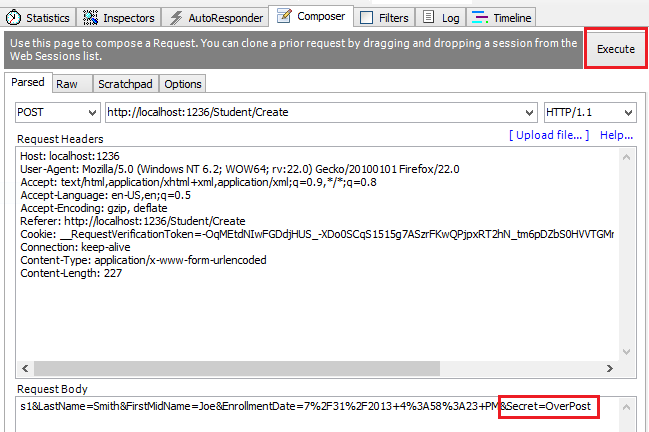 Statistics Inspectors AutoResponder Composer Filters Log Timeline
Use this page to compose a Request. You can clone a prior request by dragging and dropping a session from the
Web Sessions list.
Execute
Parsed Raw Scratchpad Options
POST http://localhost:1236/Student/Create HTTP/1.1
Request Headers [ Upload file... ] Help...
Host: localhost:1236
User-Agent: Mozilla/5.0 (Windows NT 6.2; WOW64; rv:22.0) Gecko/20100101 Firefox/22.0
Accept: text/html,application/xhtml+xml,application/xml;q=0.9,*/*;q=0.8
Accept-Language: en-US,en;q=0.5
Accept-Encoding: gzip, deflate
Referer: http://localhost:1236/Student/Create
Cookie: __RequestVerificationToken=-OqMEtdNIwFGDdjHUS_-XDo0SCqS1515g7ASzrFKwQPjpxRT2hN_tm6pDZbS0HVVTGMr
Connection: keep-alive
Content-Type: application/x-www-form-urlencoded
Content-Length: 227
Request Body
s1&LastName=Smith&FirstMidName=Joe&EnrollmentDate=7%2F31%2F2013+4%3A58%3A23+PM&Secret=OverPost